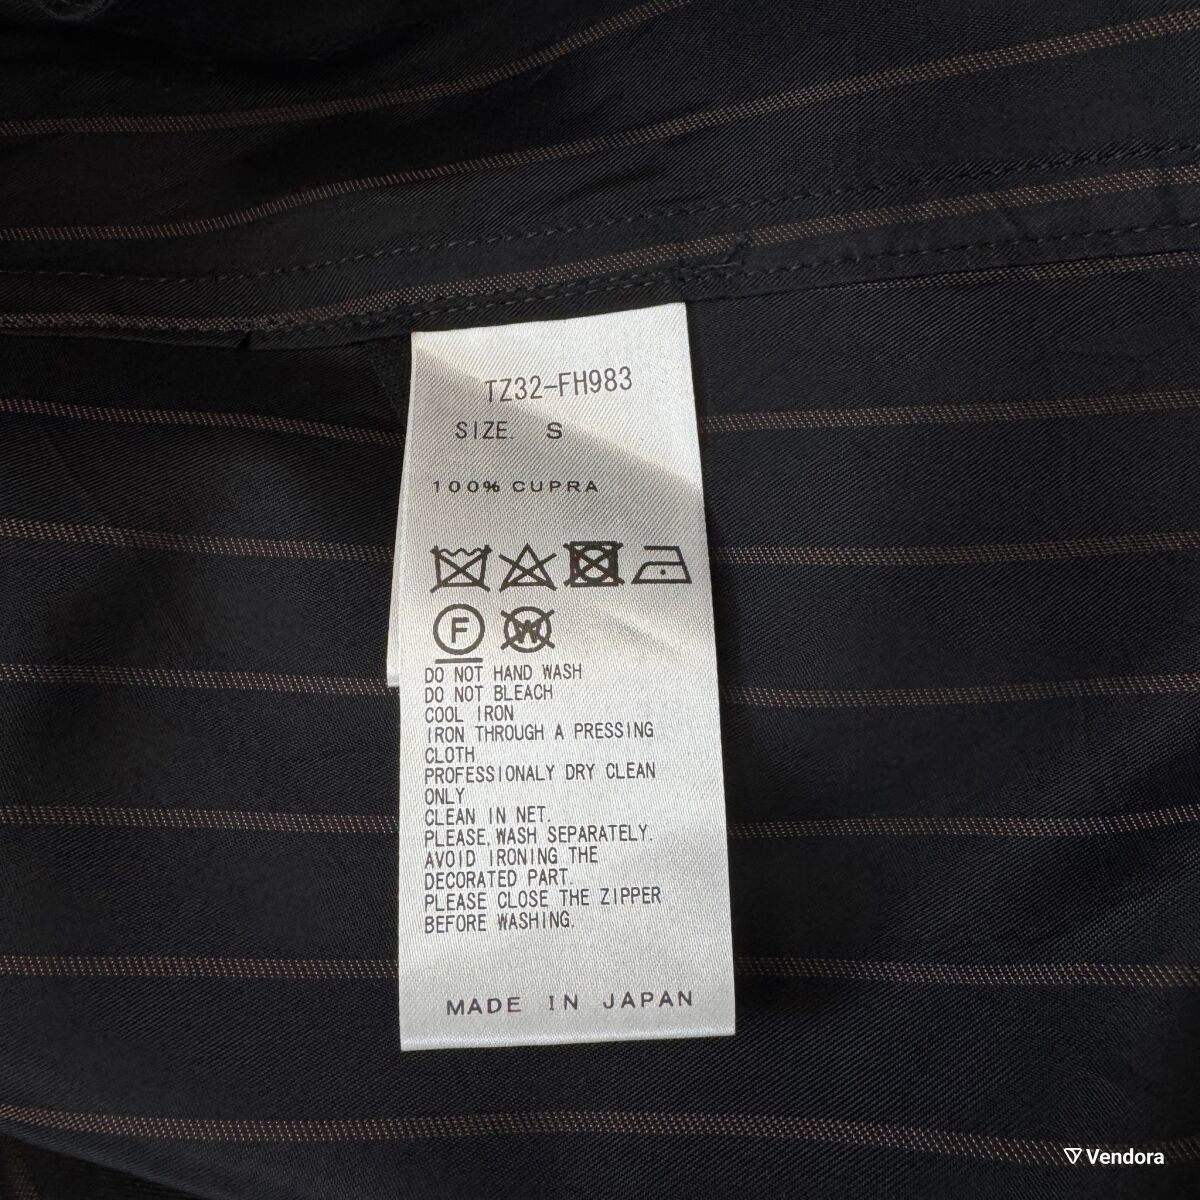 TZ32-FH983
SIZE. S
100% CUPRA
F W
DO NOT HAND WASH
DO NOT BLEACH
COOL IRON
IRON THROUGH A PRESSING
CLOTH
PROFESSIONALY DRY CLEAN
ONLY
CLEAN IN NET.
PLEASE, WASH SEPARATELY.
AVOID IRONING THE
DECORATED PART.
PLEASE CLOSE THE ZIPPER
BEFORE WASHING.
MADE IN JAPAN
Vendora